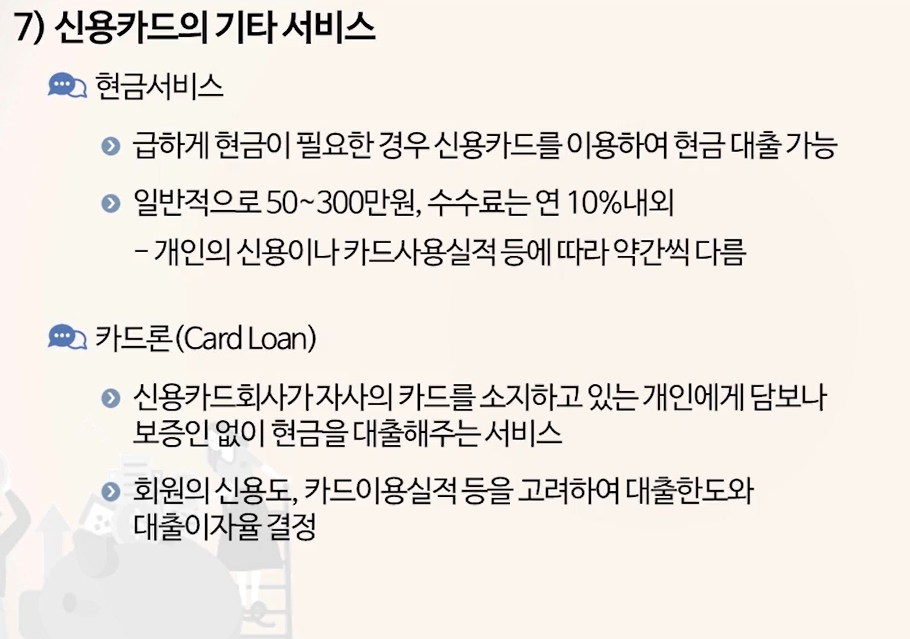 7) 신용카드의 기타 서비스
현금서비스
급하게 현금이 필요한 경우 신용카드를 이용하여 현금 대출 가능
일반적으로 50~300만원, 수수료는 연 10%내외
– 개인의 신용이나 카드사용실적 등에 따라 약간씩 다름
카드론(Card Loan)
신용카드회사가 자사의 카드를 소지하고 있는 개인에게 담보나
보증인 없이 현금을 대출해주는 서비스
회원의 신용도, 카드이용실적 등을 고려하여 대출한도와
대출이자율 결정